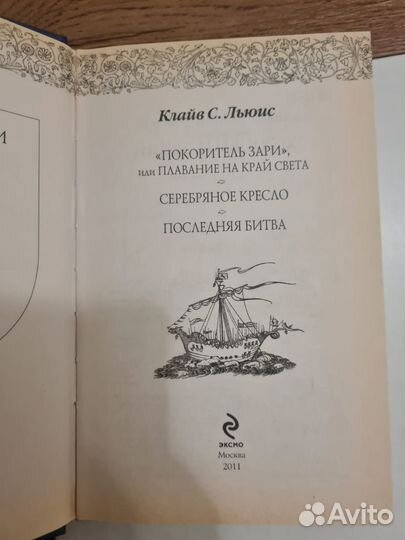 И
Клайв С. Льюис
«ПОКОРИТЕЛЬ ЗАРИ»,
или ПЛАВАНИЕ НА КРАЙ СВЕТА
СЕРЕБРЯНОЕ КРЕСЛО
ПОСЛЕДНЯЯ БИТВА
ЭКСМО
Москва
2011
Avito